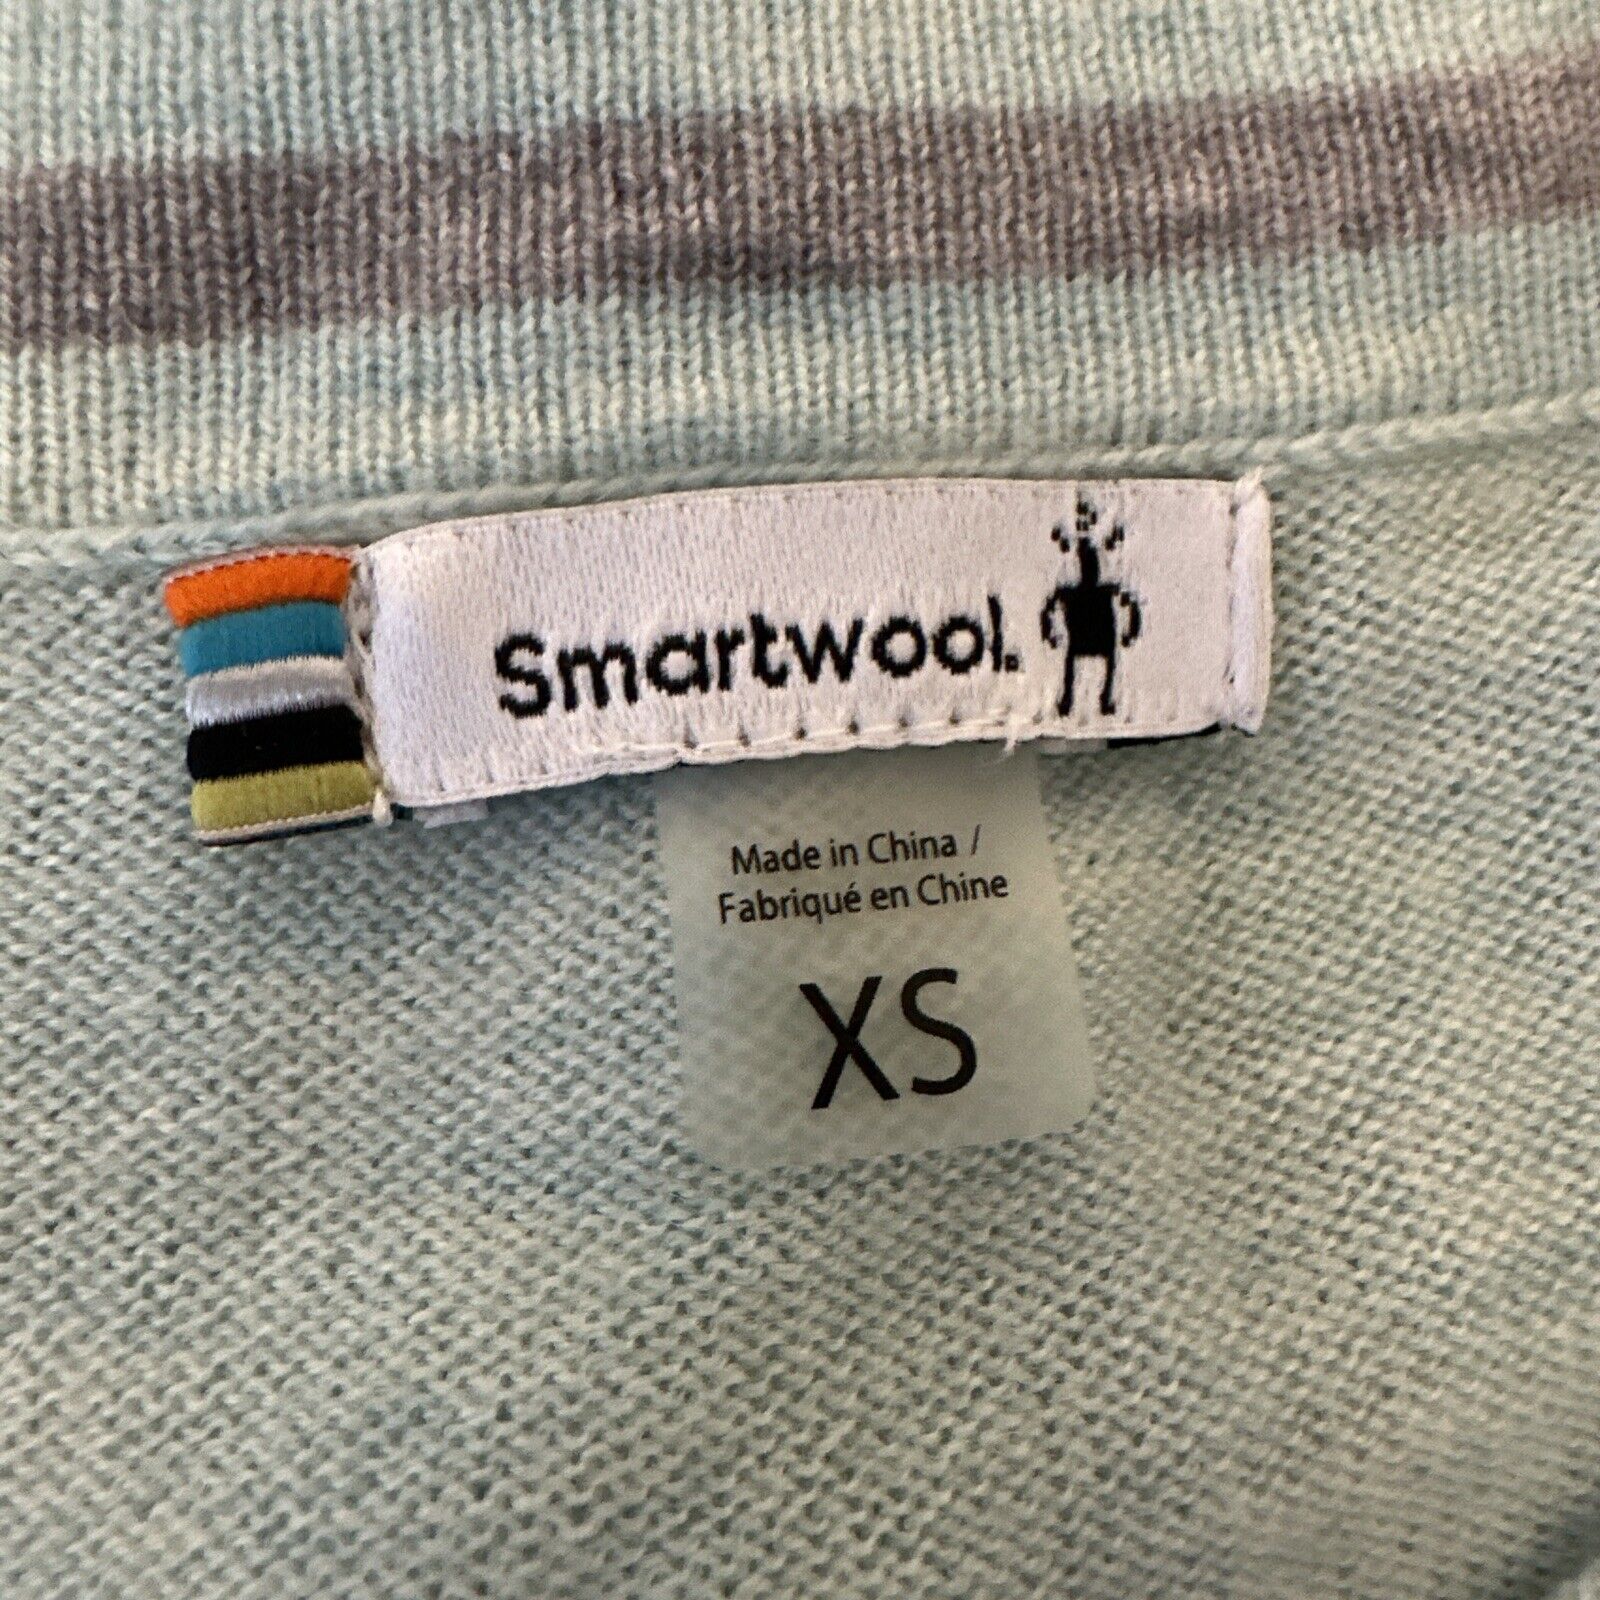 Smartwool.
Made in China /
Fabriqué en Chine
XS